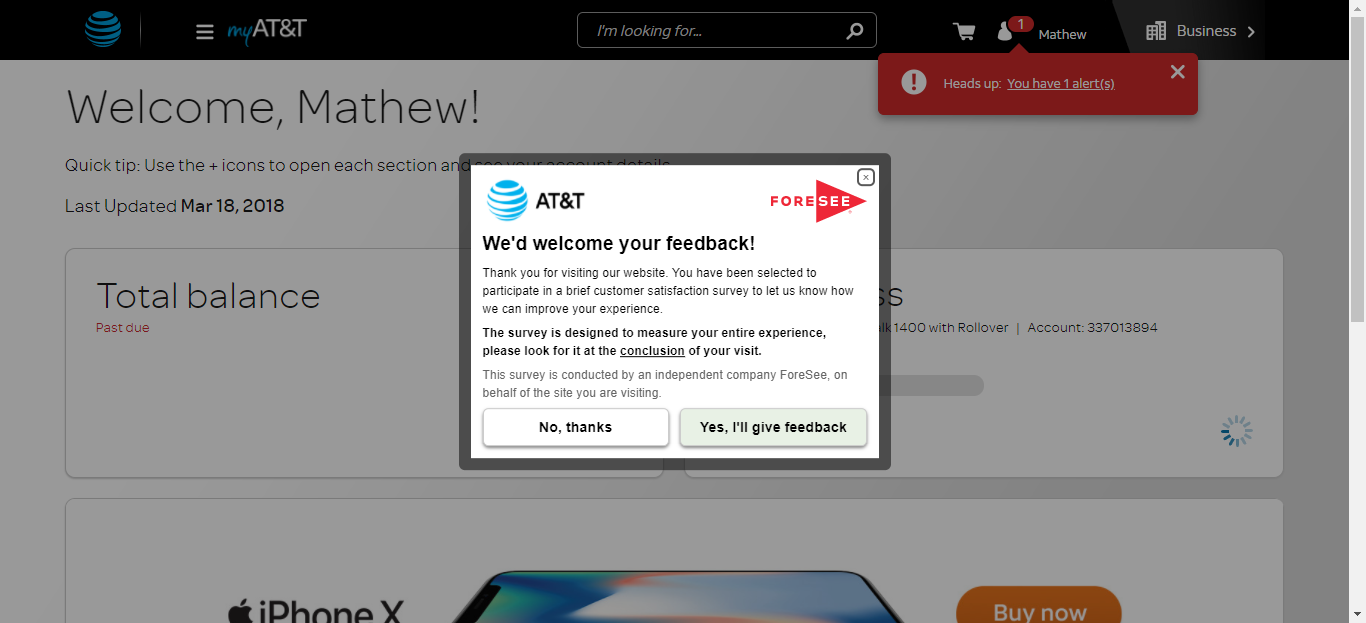 myAT&T
I'm looking for...
1
Mathew
Business
Heads up: You have 1 alert(s)
Welcome, Mathew!
Quick tip: Use the + icons to open each section and see your account details
Last Updated Mar 18, 2018
AT&T
FORESEE
We'd welcome your feedback!
Thank you for visiting our website. You have been selected to
participate in a brief customer satisfaction survey to let us know how
we can improve your experience.
The survey is designed to measure your entire experience,
please look for it at the conclusion of your visit.
This survey is conducted by an independent company ForeSee, on
behalf of the site you are visiting.
No, thanks
Yes, I'll give feedback
Total balance
Past due
ss
alk 1400 with Rollover | Account: 337013894
iPhone X
Buy now